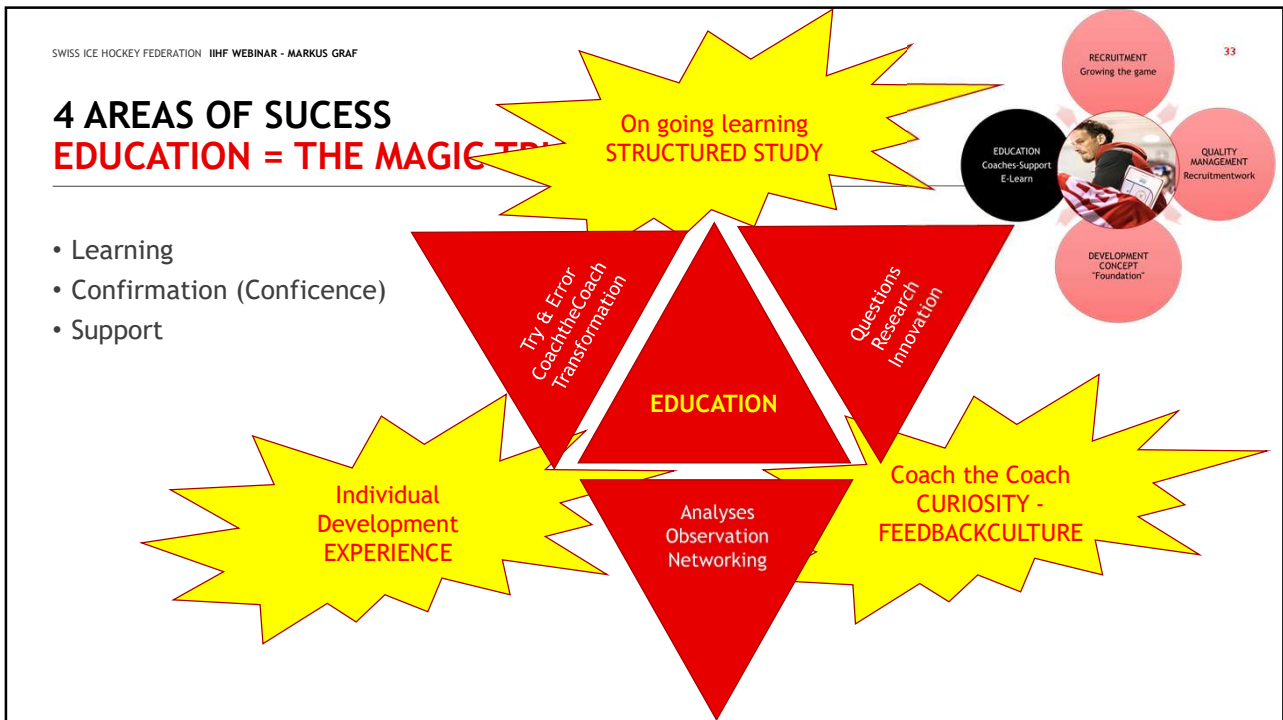 SWISS ICE HOCKEY FEDERATION IIHF WEBINAR - MARKUS GRAF
33
4 AREAS OF SUCESS
EDUCATION = THE MAGIC
• Learning
• Confirmation (Conficence)
• Support
On going learning
STRUCTURED STUDY
RECRUITMENT
Growing the game
EDUCATION
Coaches-Support
E-Learn
QUALITY
MANAGEMENT
Recruitmentwork
DEVELOPMENT
CONCEPT
"Foundation"
Try & Error
CoachtheCoach
Transformation
Questions
Research
Innovation
EDUCATION
Individual
Development
EXPERIENCE
Analyses
Observation
Networking
Coach the Coach
CURIOSITY -
FEEDBACKCULTURE